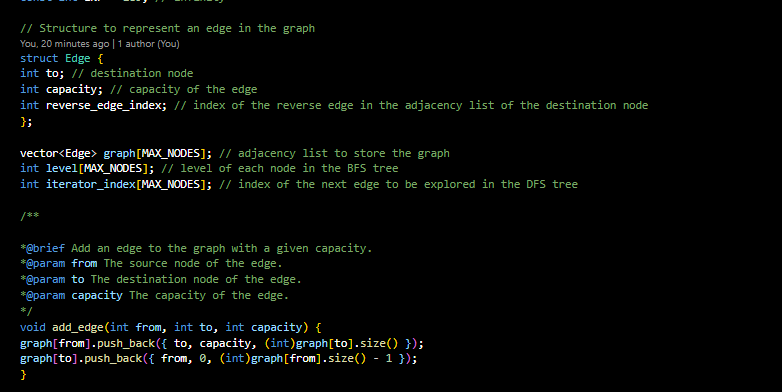 // Structure to represent an edge in the graph
You, 20 minutes ago | 1 author (You)
struct Edge {
int to; // destination node
int capacity; // capacity of the edge
int reverse_edge_index; // index of the reverse edge in the adjacency list of the destination node
};
vector<Edge> graph[MAX_NODES]; // adjacency list to store the graph
int level[MAX_NODES]; // level of each node in the BFS tree
int iterator_index[MAX_NODES]; // index of the next edge to be explored in the DFS tree
/**
*@brief Add an edge to the graph with a given capacity.
*@param from The source node of the edge.
*@param to The destination node of the edge.
*@param capacity The capacity of the edge.
*/
void add_edge(int from, int to, int capacity) {
graph[from].push_back({ to, capacity, (int)graph[to].size() });
graph[to].push_back({ from, 0, (int)graph[from].size() - 1 });
}